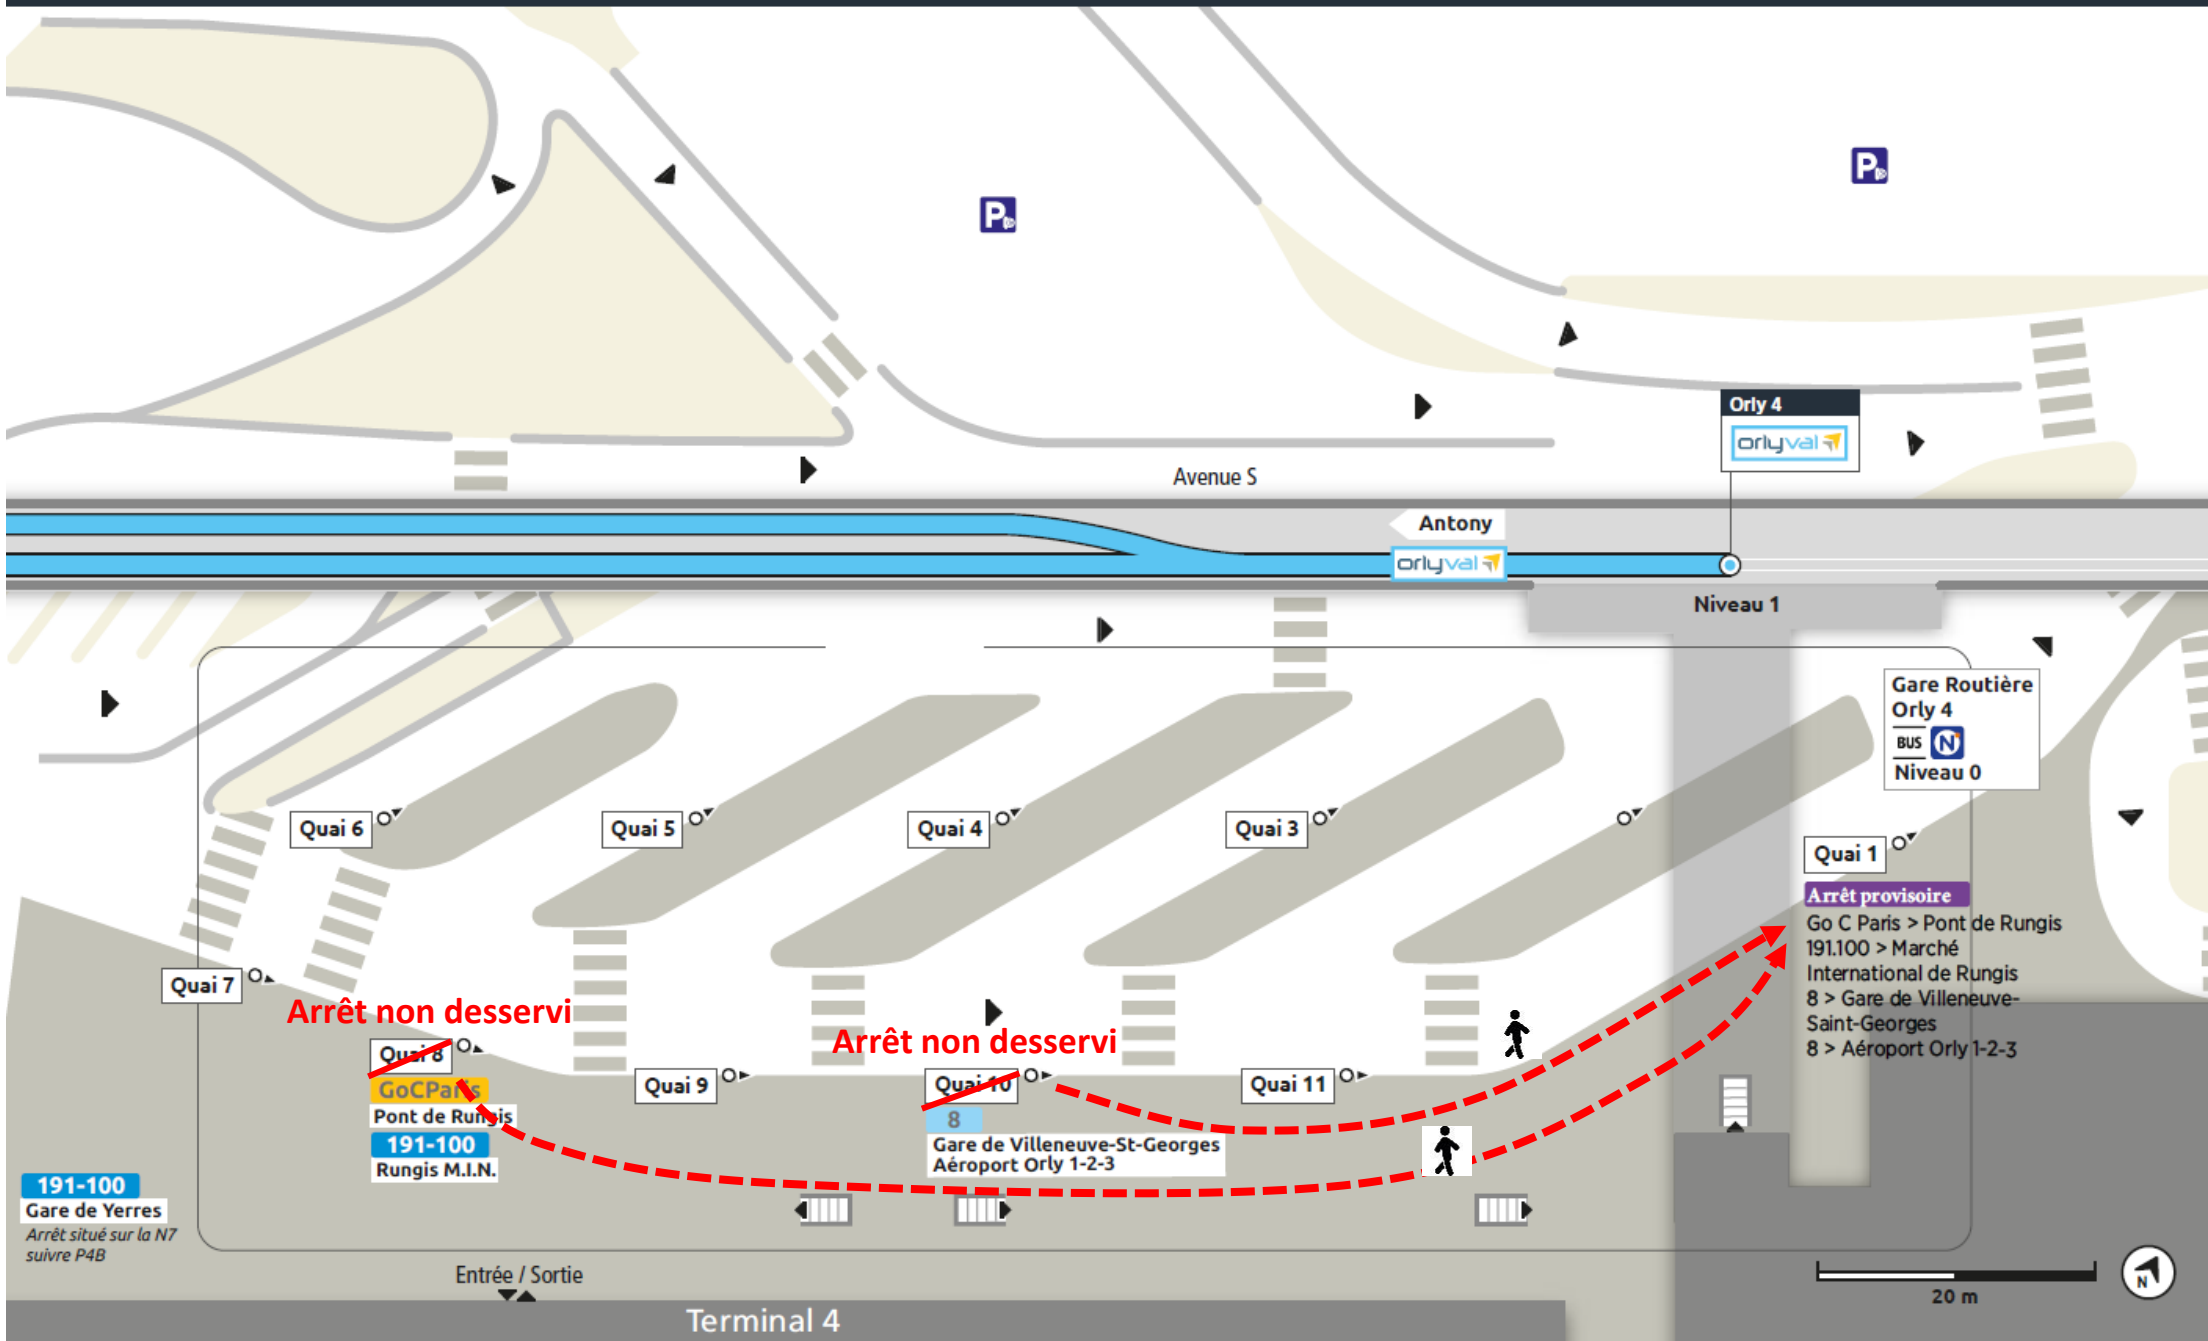 P
P
Orly 4
orlyval
Avenue S
Antony
orlyval
Niveau 1
Gare Routière
Orly 4
BUS N
Niveau 0
Quai 6
Quai 5
Quai 4
Quai 3
Quai 1
Arrêt provisoire
Go C Paris > Pont de Rungis
191.100 > Marché
International de Rungis
8 > Gare de Villeneuve-
Saint-Georges
8 > Aéroport Orly 1-2-3
Quai 7
Arrêt non desservi
Quai 8
GoCParis
Pont de Rungis
191-100
Rungis M.I.N.
Quai 9
Arrêt non desservi
Quai 10
8
Gare de Villeneuve-St-Georges
Aéroport Orly 1-2-3
Quai 11
191-100
Gare de Yerres
Arrêt situé sur la N7
suivre P4B
Entrée / Sortie
Terminal 4
20 m
N